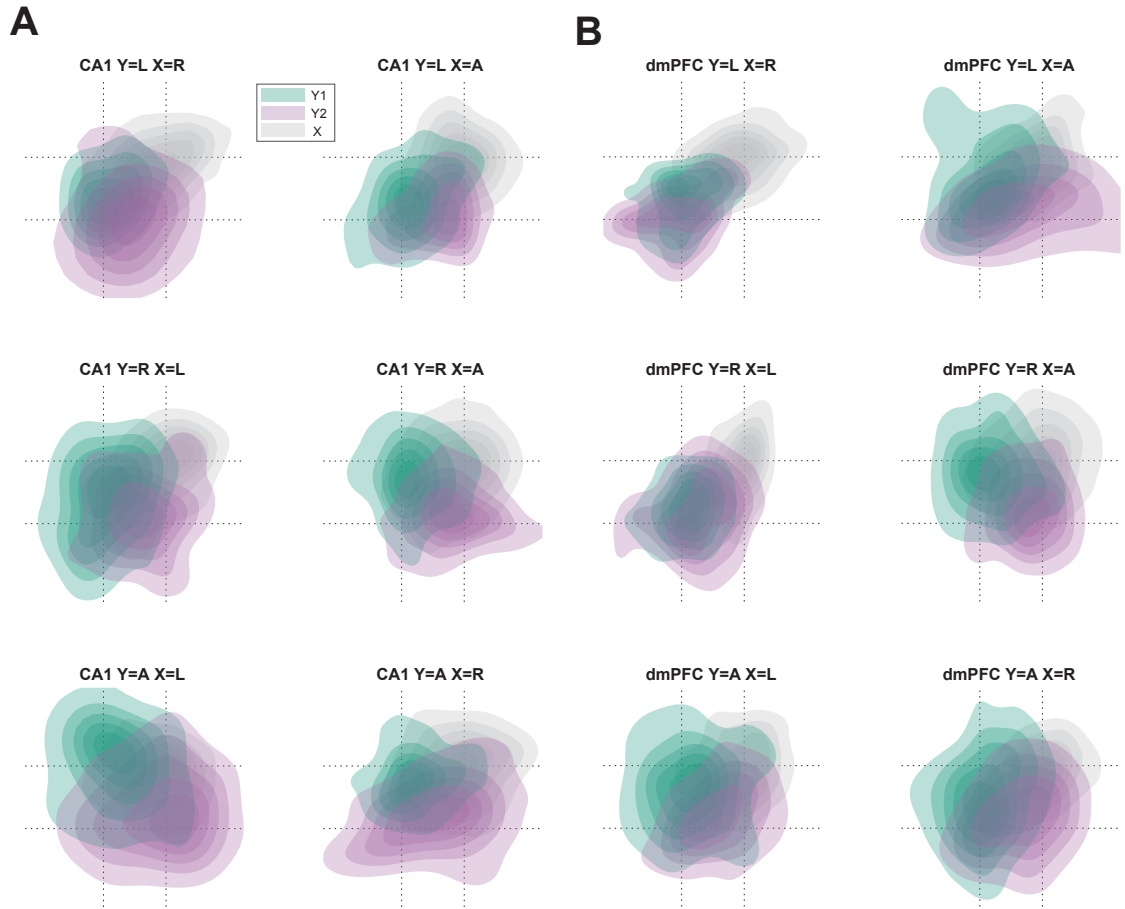 A
B
CA1 Y=L X=R
CA1 Y=L X=A
dmPFC Y=L X=R
dmPFC Y=L X=A
Y1
Y2
X
CA1 Y=R X=L
CA1 Y=R X=A
dmPFC Y=R X=L
dmPFC Y=R X=A
CA1 Y=A X=L
CA1 Y=A X=R
dmPFC Y=A X=L
dmPFC Y=A X=R